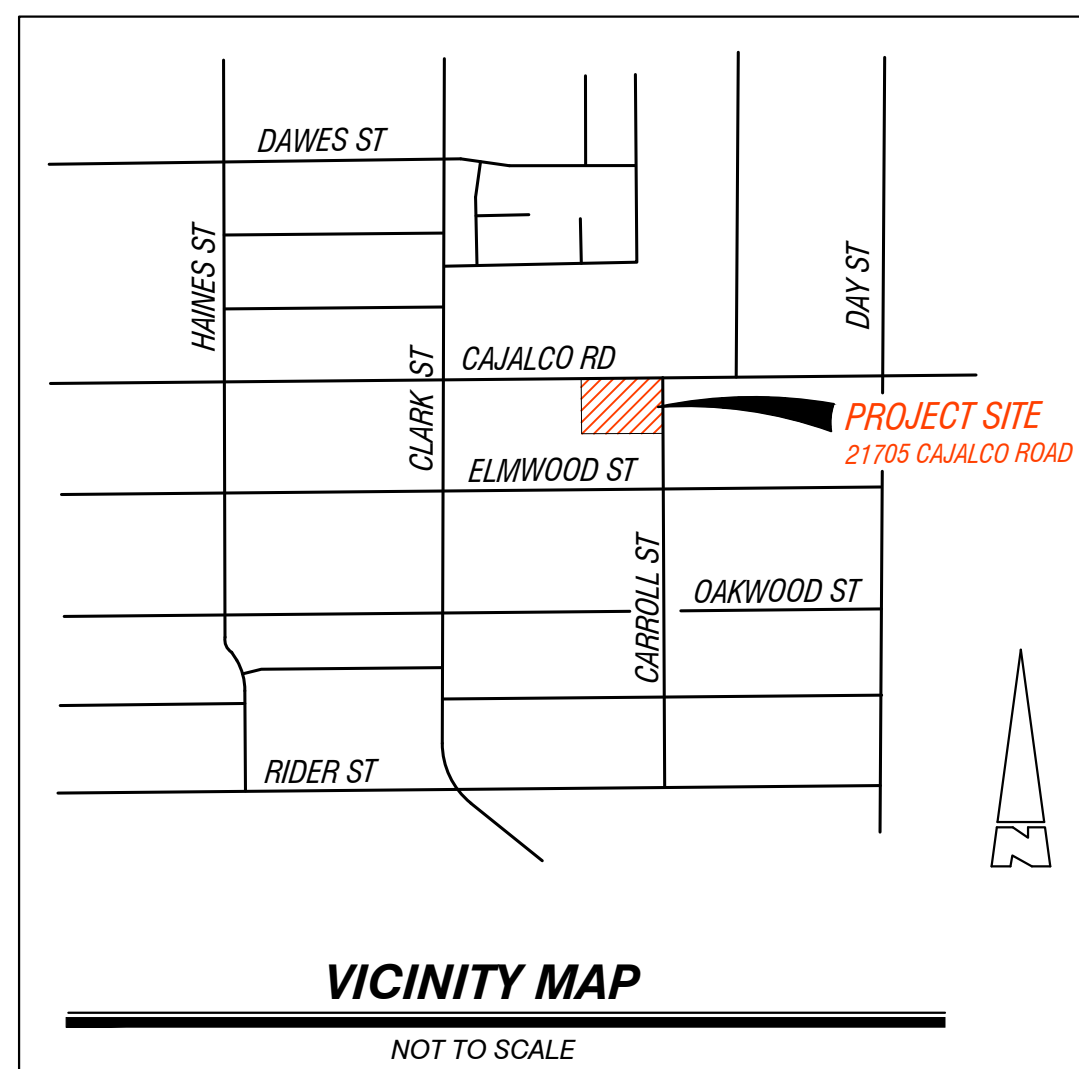 DAWES ST
HAINES ST
DAY ST
CLARK ST
CAJALCO RD
PROJECT SITE
21705 CAJALCO ROAD
ELMWOOD ST
CARROLL ST
OAKWOOD ST
RIDER ST
N
VICINITY MAP
NOT TO SCALE